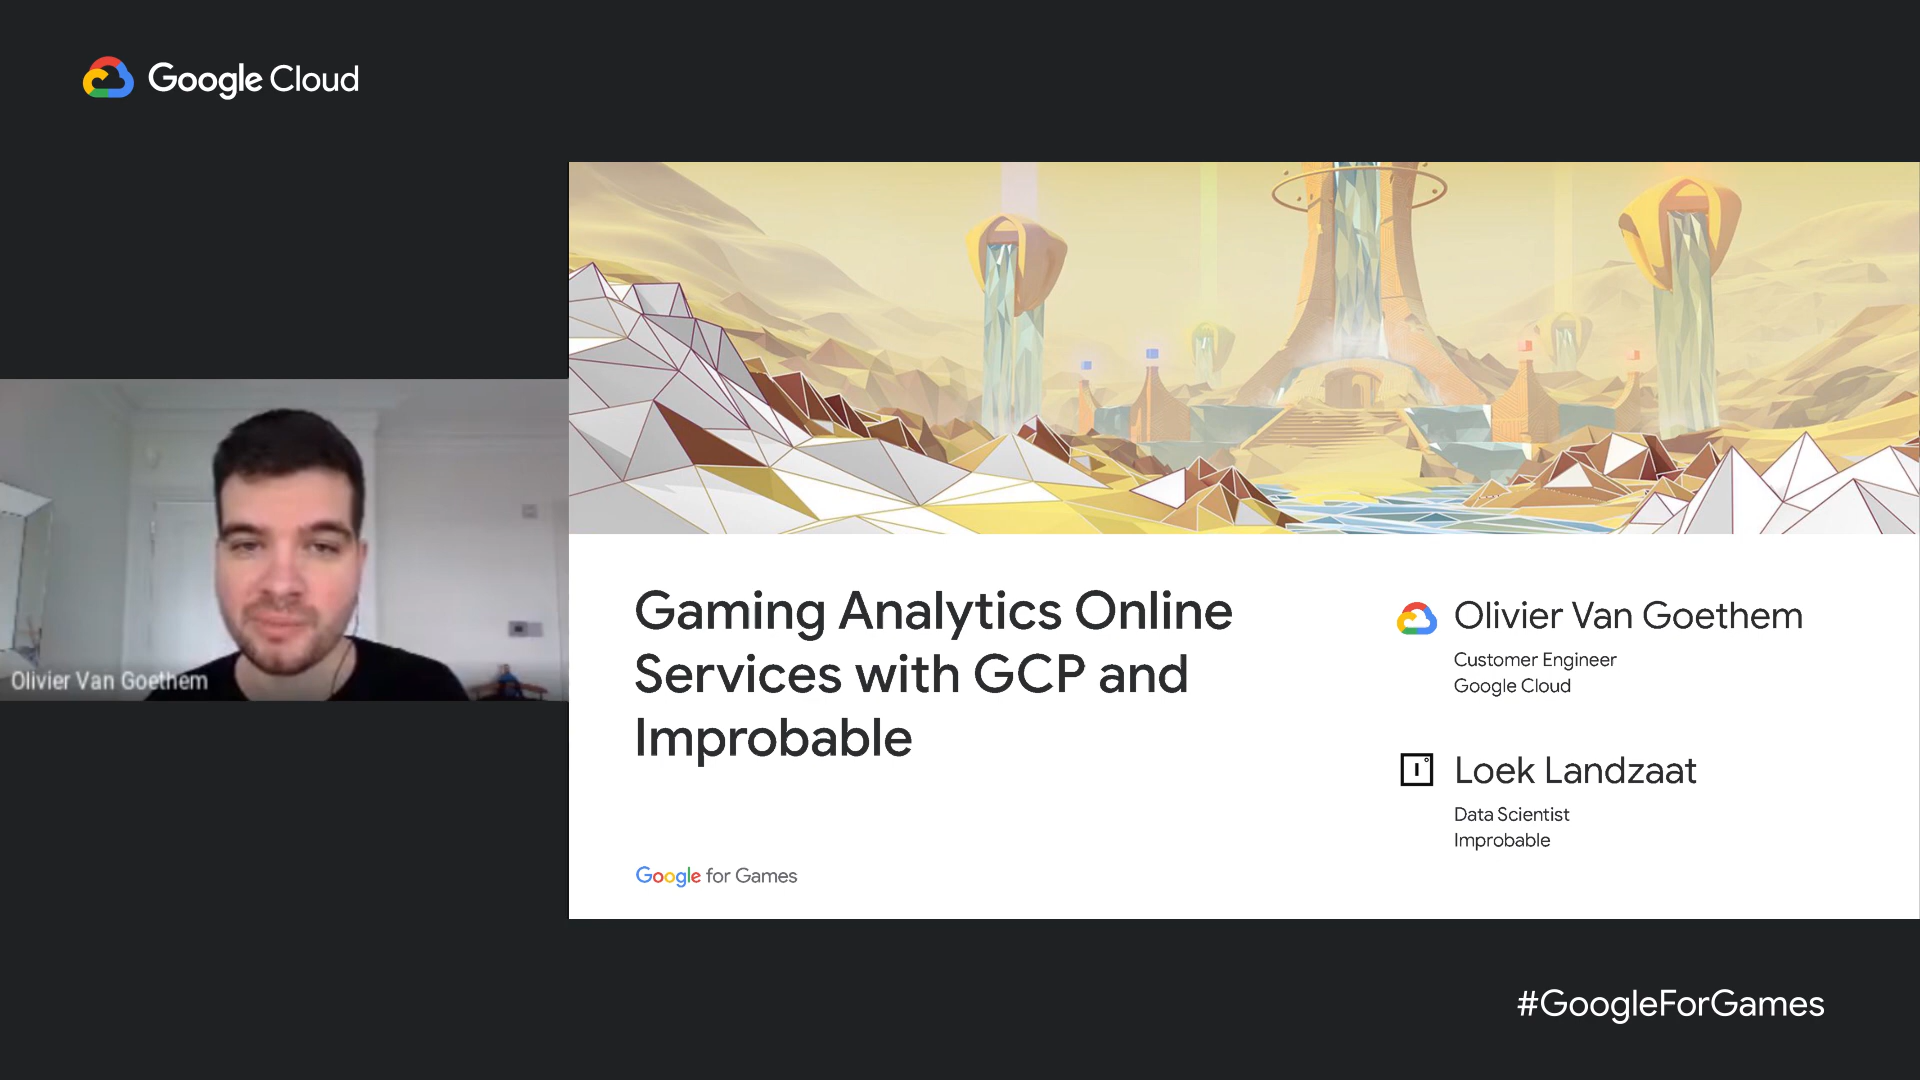 Google Cloud
Olivier Van Goethem
Gaming Analytics Online
Services with GCP and
Improbable
Google for Games
Olivier Van Goethem
Customer Engineer
Google Cloud
Loek Landzaat
Data Scientist
Improbable
#GoogleForGames